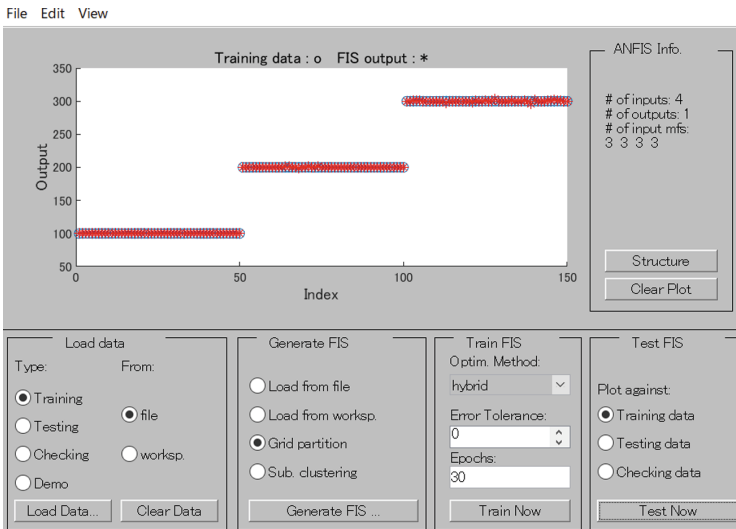 File Edit View
Training data : o FIS output : *
350
300
250
200
150
100
50
Output
0 50 100 150
Index
ANFIS Info.
# of inputs: 4
# of outputs: 1
# of input mfs:
3 3 3 3
Structure
Clear Plot
Load data
Type: From:
Training
Testing
Checking
Demo
file
worksp.
Load Data... Clear Data
Generate FIS
Load from file
Load from worksp.
Grid partition
Sub. clustering
Generate FIS ...
Train FIS
Optim. Method:
hybrid
Error Tolerance:
0
Epochs:
30
Train Now
Test FIS
Plot against:
Training data
Testing data
Checking data
Test Now